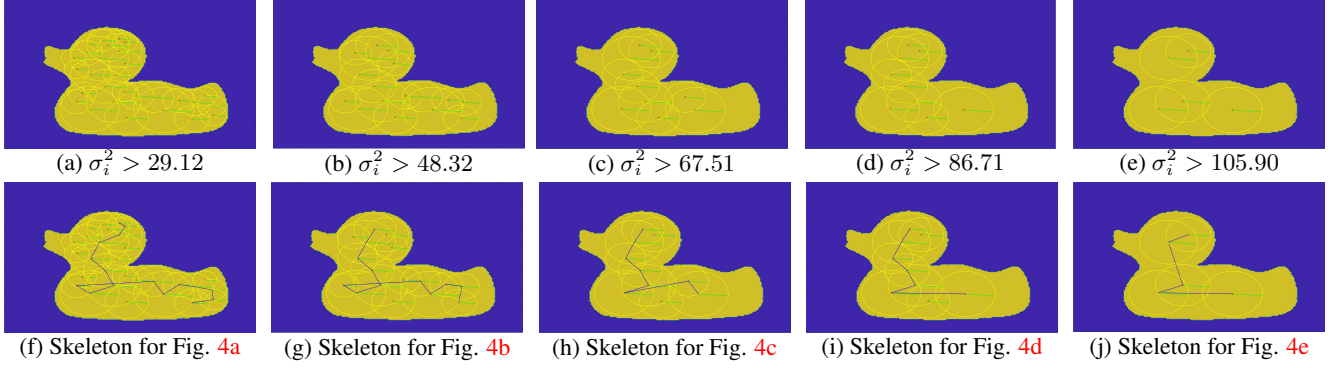 (a) σ_i^2 > 29.12 (b) σ_i^2 > 48.32 (c) σ_i^2 > 67.51 (d) σ_i^2 > 86.71 (e) σ_i^2 > 105.90
(f) Skeleton for Fig. 4a (g) Skeleton for Fig. 4b (h) Skeleton for Fig. 4c (i) Skeleton for Fig. 4d (j) Skeleton for Fig. 4e